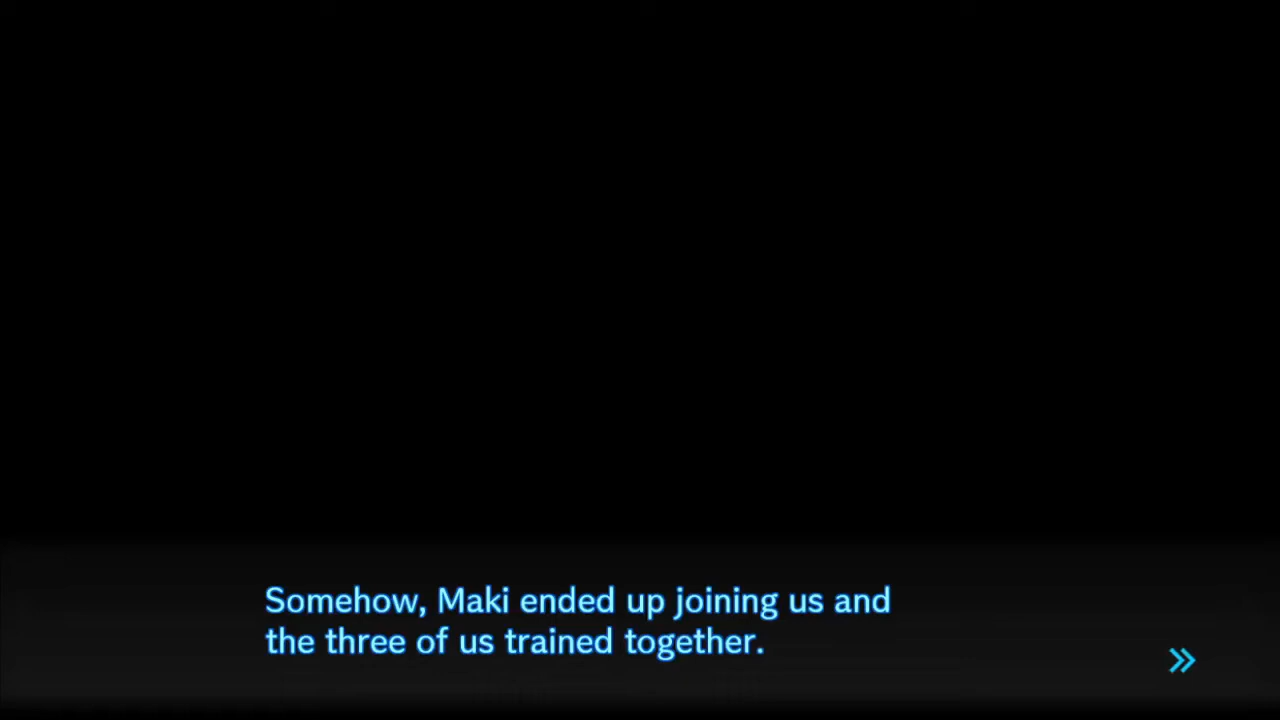 Somehow, Maki ended up joining us and
the three of us trained together.